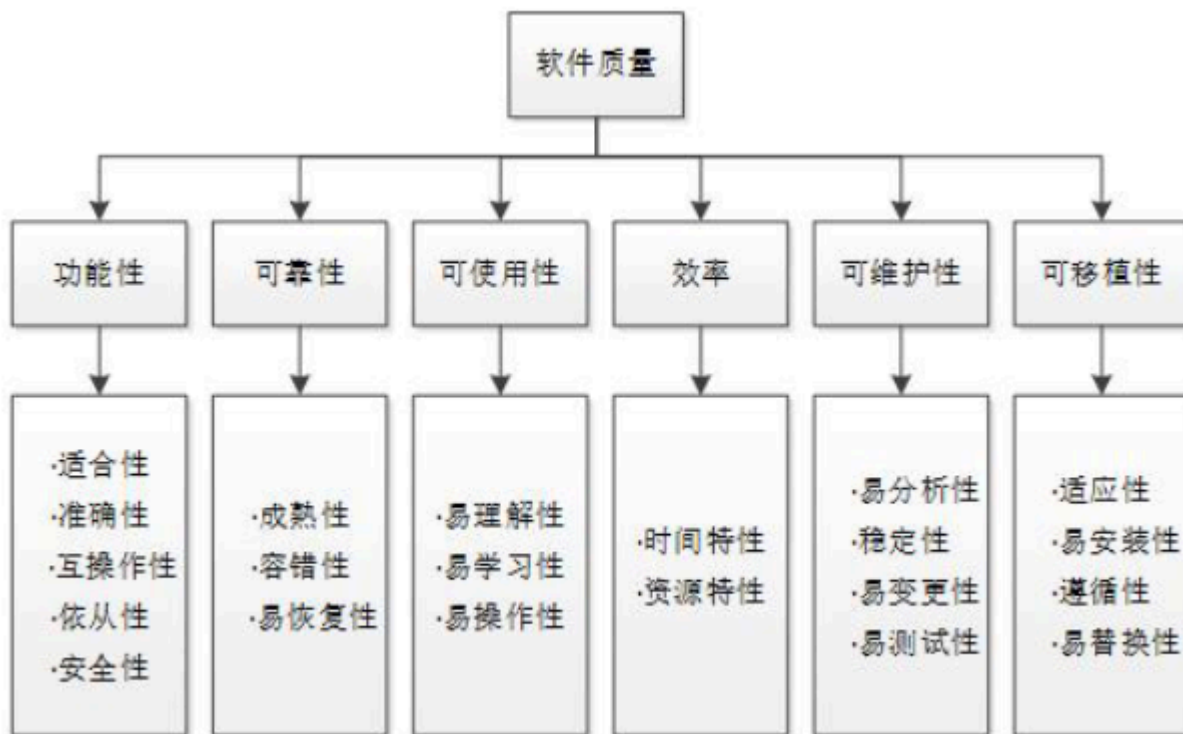 软件质量
功能性
可靠性
可使用性
效率
可维护性
可移植性
·适合性
·准确性
·互操作性
·依从性
·安全性
·成熟性
·容错性
·易恢复性
·易理解性
·易学习性
·易操作性
·时间特性
·资源特性
·易分析性
·稳定性
·易变更性
·易测试性
·适应性
·易安装性
·遵循性
·易替换性